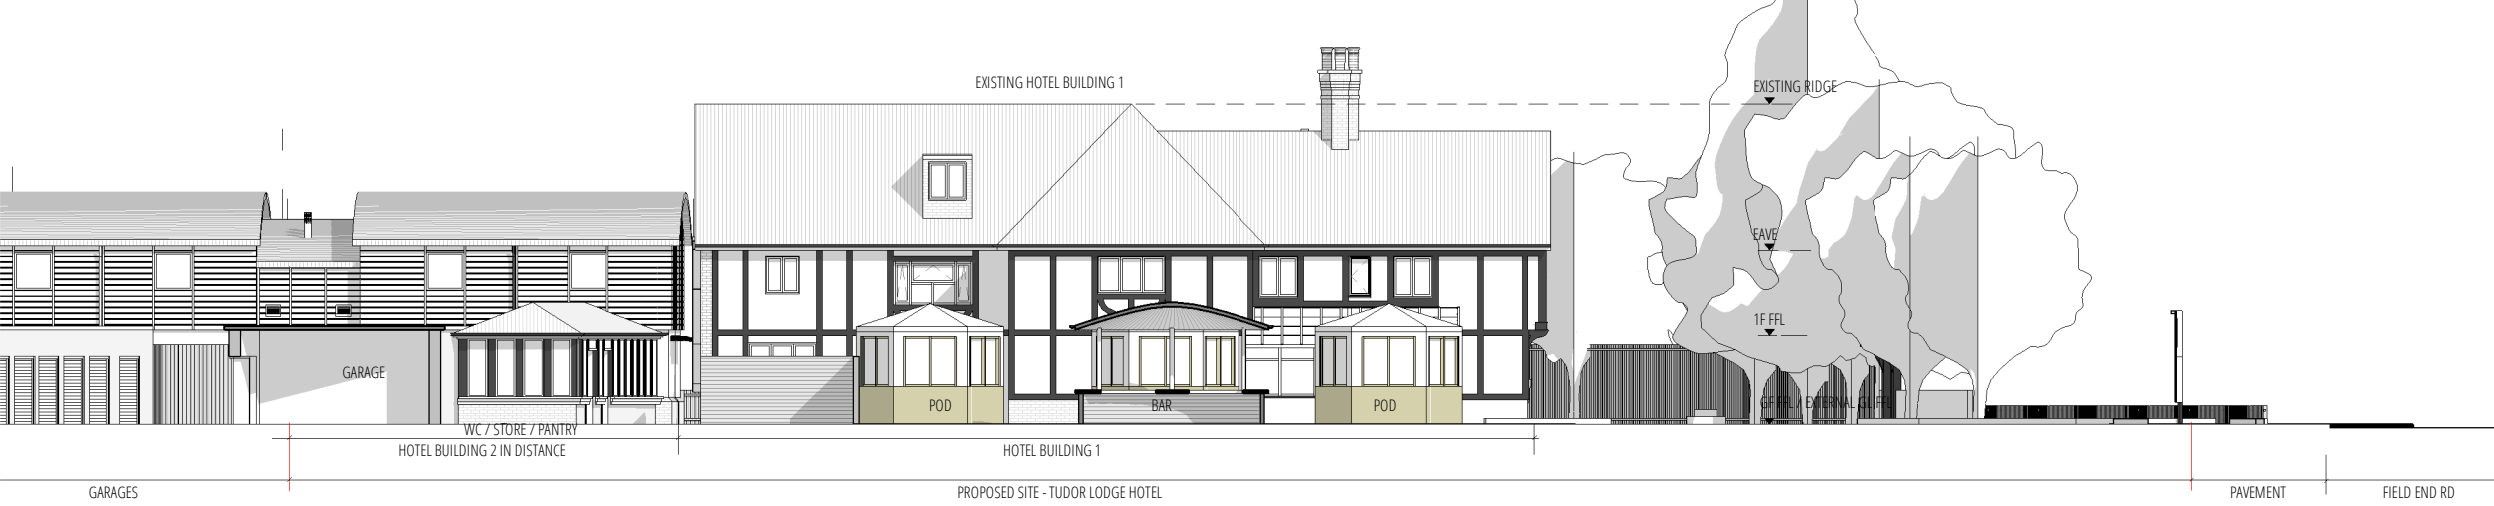 EXISTING HOTEL BUILDING 1
EXISTING RIDGE
EAVE
1F FFL
GARAGE
POD
BAR
POD
GF FFL / EXTERNAL GL FFL
WC / STORE / PANTRY
HOTEL BUILDING 2 IN DISTANCE
HOTEL BUILDING 1
GARAGES
PROPOSED SITE - TUDOR LODGE HOTEL
PAVEMENT
FIELD END RD